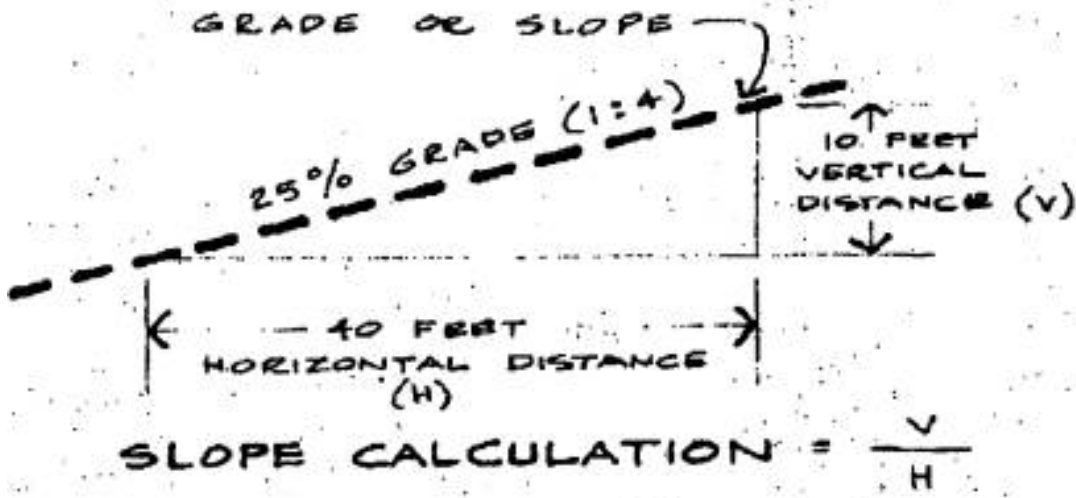 GRADE OR SLOPE
25% GRADE (1:4)
10 FEET
VERTICAL
DISTANCE (V)
40 FEET
HORIZONTAL DISTANCE
(H)
SLOPE CALCULATION = V
H